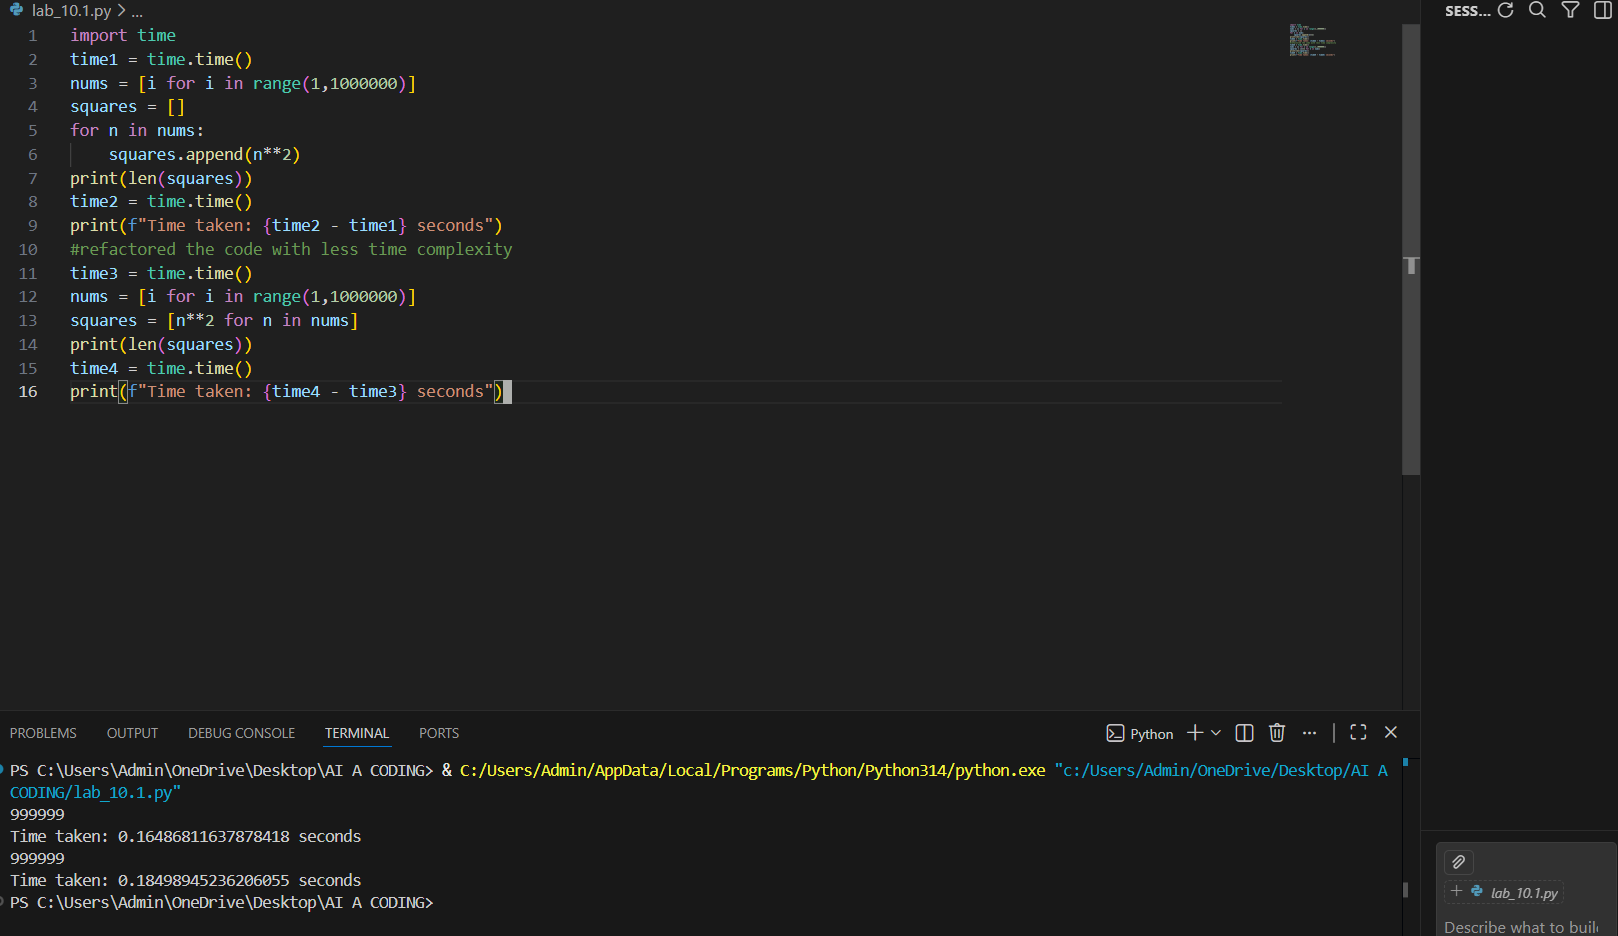 lab_10.1.py > ...
SESS...
1 import time
2 time1 = time.time()
3 nums = [i for i in range(1,1000000)]
4 squares = []
5 for n in nums:
6     squares.append(n**2)
7 print(len(squares))
8 time2 = time.time()
9 print(f"Time taken: {time2 - time1} seconds")
10 #refactored the code with less time complexity
11 time3 = time.time()
12 nums = [i for i in range(1,1000000)]
13 squares = [n**2 for n in nums]
14 print(len(squares))
15 time4 = time.time()
16 print(f"Time taken: {time4 - time3} seconds")
PROBLEMS OUTPUT DEBUG CONSOLE TERMINAL PORTS Python
PS C:\Users\Admin\OneDrive\Desktop\AI A CODING> & C:/Users/Admin/AppData/Local/Programs/Python/Python314/python.exe "c:/Users/Admin/OneDrive/Desktop/AI A
CODING/lab_10.1.py"
999999
Time taken: 0.16486811637878418 seconds
999999
Time taken: 0.18498945236206055 seconds
PS C:\Users\Admin\OneDrive\Desktop\AI A CODING>
lab_10.1.py
Describe what to buil